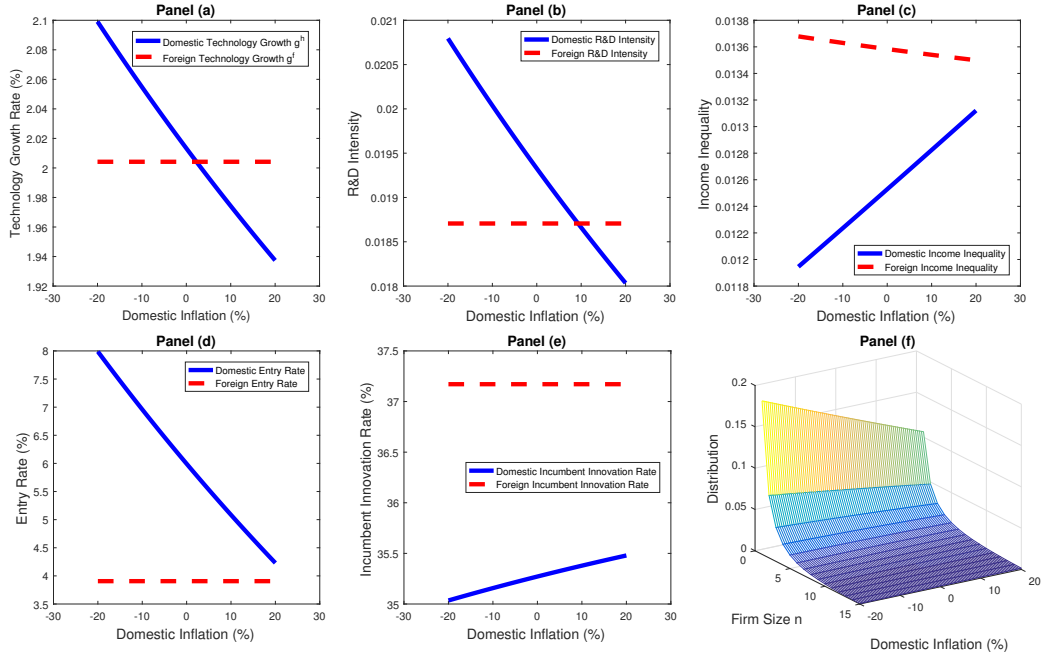 Panel (a)
2.1
2.08
2.06
2.04
2.02
2
1.98
1.96
1.94
1.92
Technology Growth Rate (%)
Domestic Technology Growth g^h
Foreign Technology Growth g^f
-30 -20 -10 0 10 20 30
Domestic Inflation (%)
Panel (b)
0.021
0.0205
0.02
0.0195
0.019
0.0185
0.018
R&D Intensity
Domestic R&D Intensity
Foreign R&D Intensity
-30 -20 -10 0 10 20 30
Domestic Inflation (%)
Panel (c)
0.0138
0.0136
0.0134
0.0132
0.013
0.0128
0.0126
0.0124
0.0122
0.012
0.0118
Income Inequality
Domestic Income Inequality
Foreign Income Inequality
-30 -20 -10 0 10 20 30
Domestic Inflation (%)
Panel (d)
8
7.5
7
6.5
6
5.5
5
4.5
4
3.5
Entry Rate (%)
Domestic Entry Rate
Foreign Entry Rate
-30 -20 -10 0 10 20 30
Domestic Inflation (%)
Panel (e)
37.5
37
36.5
36
35.5
35
Incumbent Innovation Rate (%)
Domestic Incumbent Innovation Rate
Foreign Incumbent Innovation Rate
-30 -20 -10 0 10 20 30
Domestic Inflation (%)
Panel (f)
0.2
0.15
0.1
0.05
0
Distribution
0
5
10
15
Firm Size n
-20
-10
0
10
20
Domestic Inflation (%)